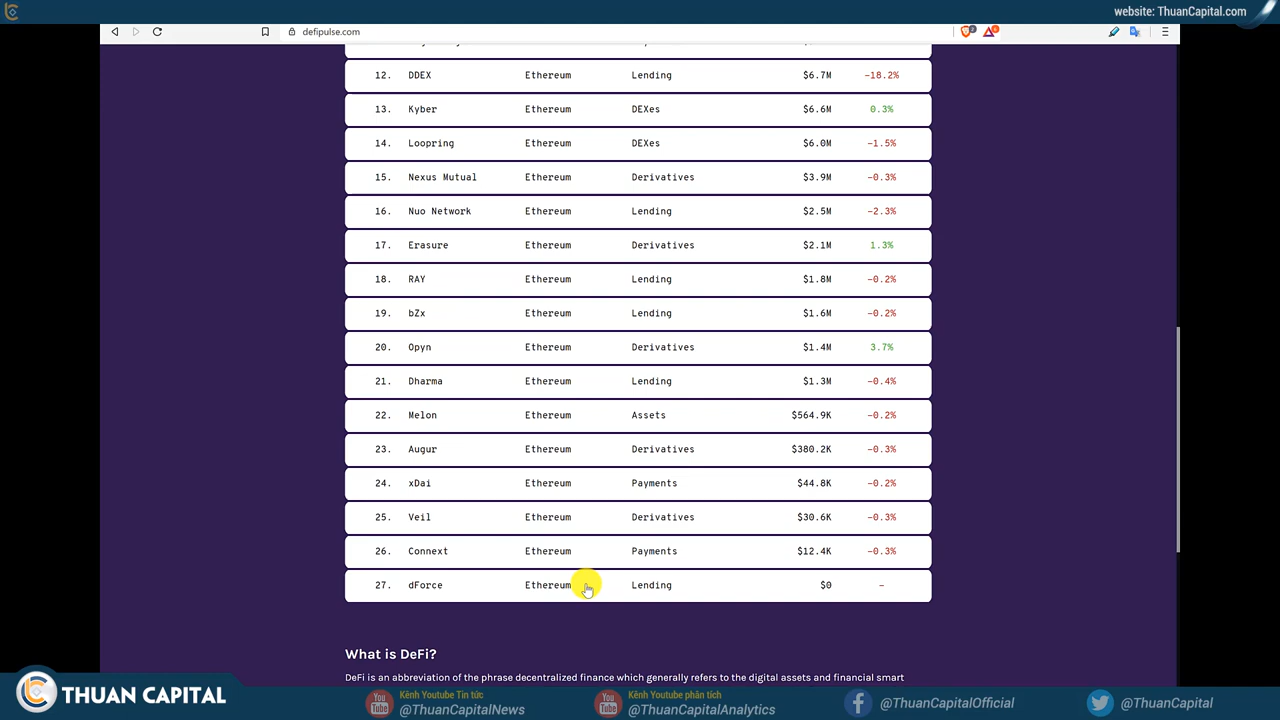 website: ThuanCapital.com
defipulse.com
12. DDEX Ethereum Lending $6.7M -18.2%
13. Kyber Ethereum DEXes $6.6M 0.3%
14. Loopring Ethereum DEXes $6.0M -1.5%
15. Nexus Mutual Ethereum Derivatives $3.9M -0.3%
16. Nuo Network Ethereum Lending $2.5M -2.3%
17. Erasure Ethereum Derivatives $2.1M 1.3%
18. RAY Ethereum Lending $1.8M -0.2%
19. bZx Ethereum Lending $1.6M -0.2%
20. Opyn Ethereum Derivatives $1.4M 3.7%
21. Dharma Ethereum Lending $1.3M -0.4%
22. Melon Ethereum Assets $564.9K -0.2%
23. Augur Ethereum Derivatives $380.2K -0.3%
24. xDai Ethereum Payments $44.8K -0.2%
25. Veil Ethereum Derivatives $30.6K -0.3%
26. Connext Ethereum Payments $12.4K -0.3%
27. dForce Ethereum Lending $0 -
What is DeFi?
DeFi is an abbreviation of the phrase decentralized finance which generally refers to the digital assets and financial smart
THUAN CAPITAL
You Tube Kênh Youtube Tin tức
@ThuanCapitalNews
You Tube Kênh Youtube phân tích
@ThuanCapitalAnalytics
@ThuanCapitalOfficial
@ThuanCapital